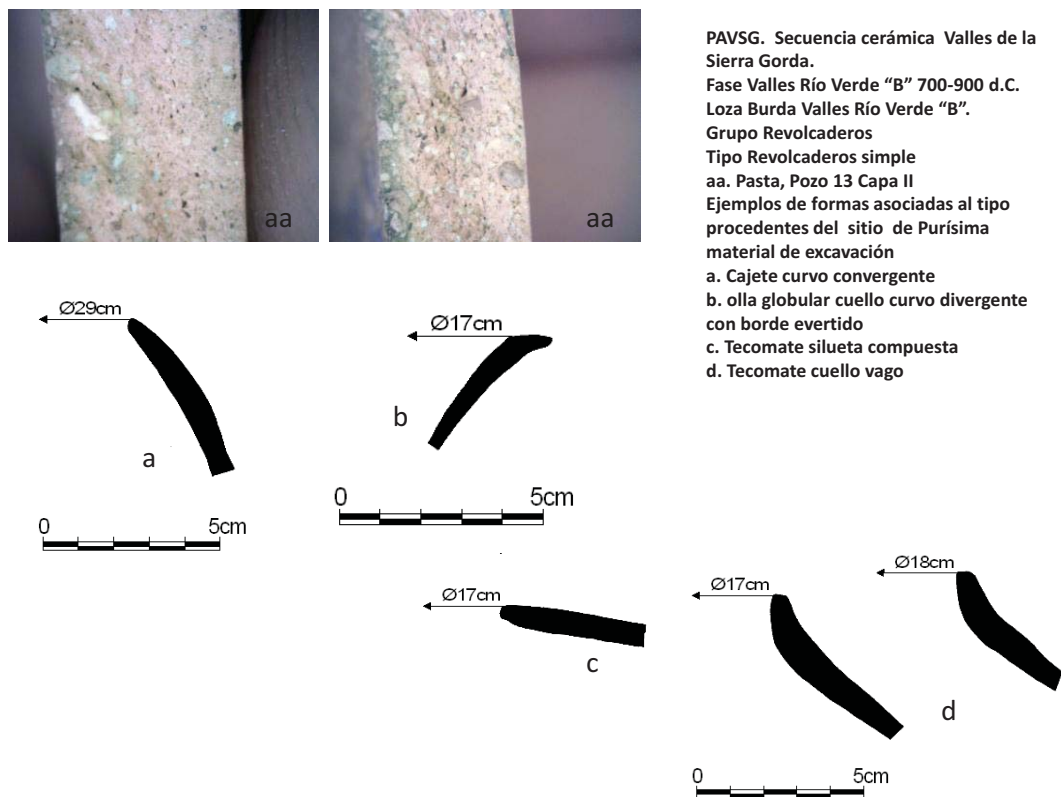 aa
aa
PAVSG. Secuencia cerámica Valles de la
Sierra Gorda.
Fase Valles Río Verde “B” 700-900 d.C.
Loza Burda Valles Río Verde “B”.
Grupo Revolcaderos
Tipo Revolcaderos simple
aa. Pasta, Pozo 13 Capa II
Ejemplos de formas asociadas al tipo
procedentes del sitio de Purísima
material de excavación
a. Cajete curvo convergente
b. olla globular cuello curvo divergente
con borde evertido
c. Tecomate silueta compuesta
d. Tecomate cuello vago
Ø29cm
a
0 5cm
Ø17cm
b
0 5cm
Ø17cm
c
Ø17cm
Ø18cm
d
0 5cm